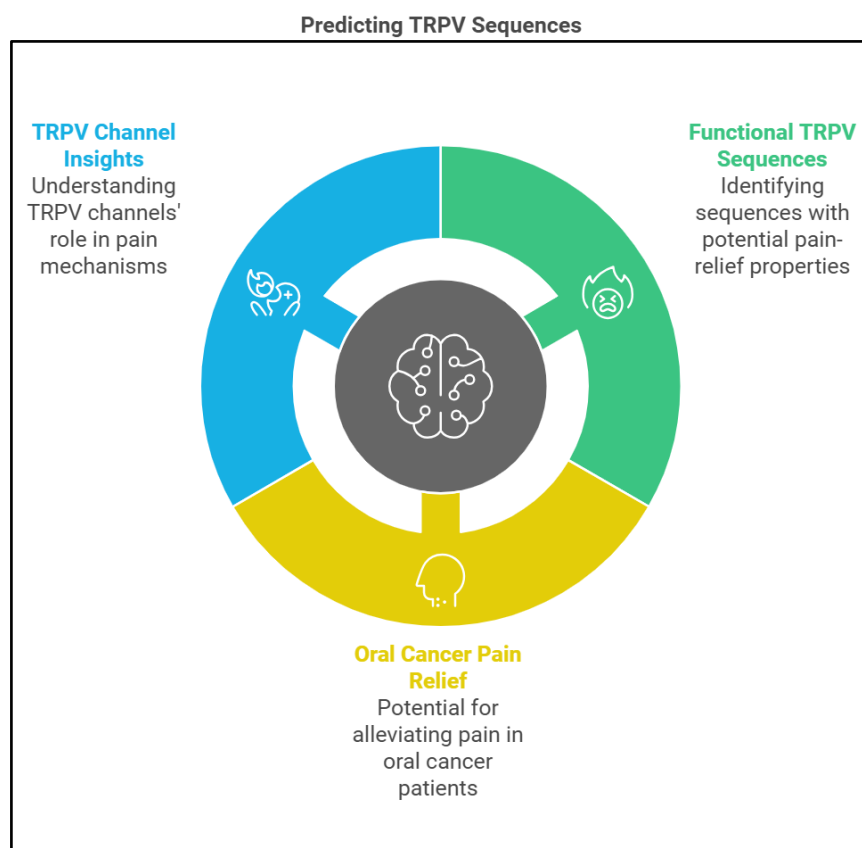 Predicting TRPV Sequences
TRPV Channel
Insights
Understanding
TRPV channels'
role in pain
mechanisms
Functional TRPV
Sequences
Identifying
sequences with
potential pain-
relief properties
Oral Cancer Pain
Relief
Potential for
alleviating pain in
oral cancer
patients